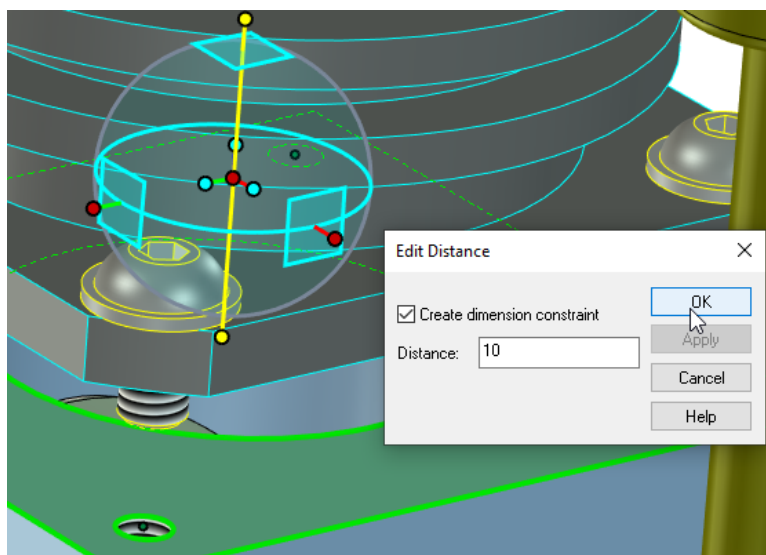 Edit Distance
Create dimension constraint
Distance: 10
OK
Apply
Cancel
Help